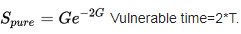 S_pure = Ge^{-2G} Vulnerable time=2*T.